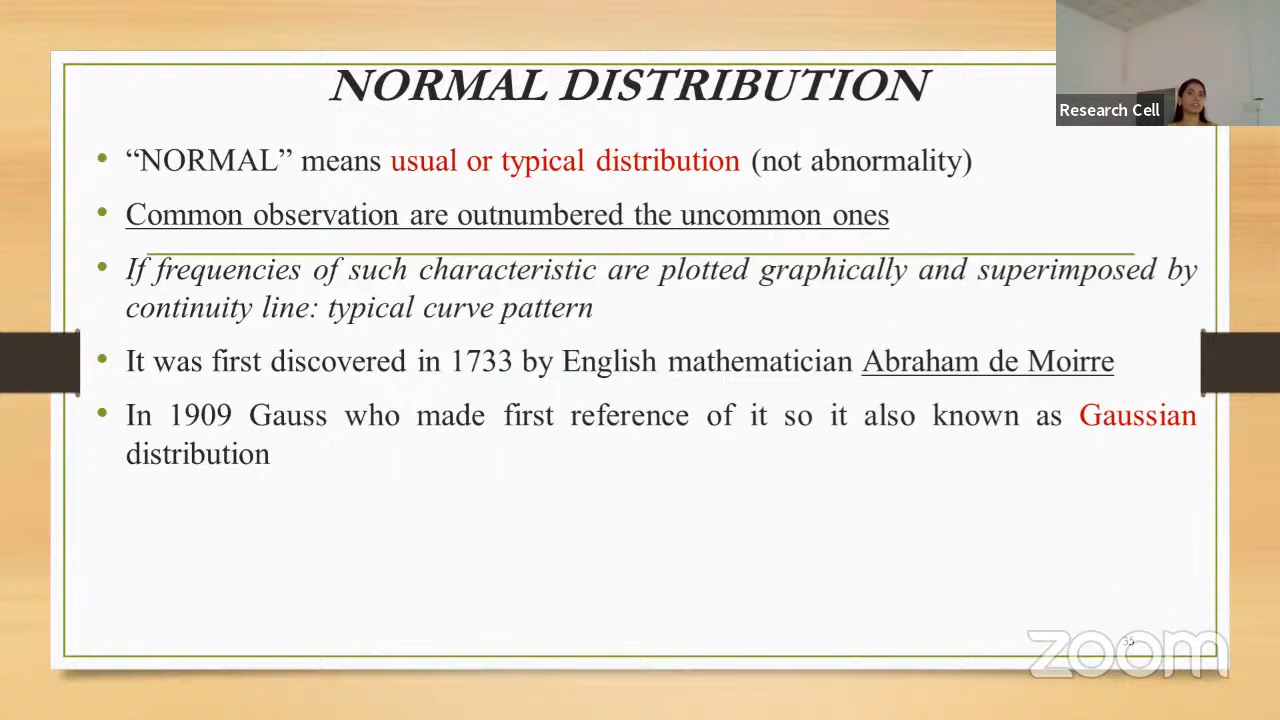 NORMAL DISTRIBUTION
Research Cell
• “NORMAL” means usual or typical distribution (not abnormality)
• Common observation are outnumbered the uncommon ones
• If frequencies of such characteristic are plotted graphically and superimposed by
continuity line: typical curve pattern
• It was first discovered in 1733 by English mathematician Abraham de Moirre
• In 1909 Gauss who made first reference of it so it also known as Gaussian
distribution
35
zoom